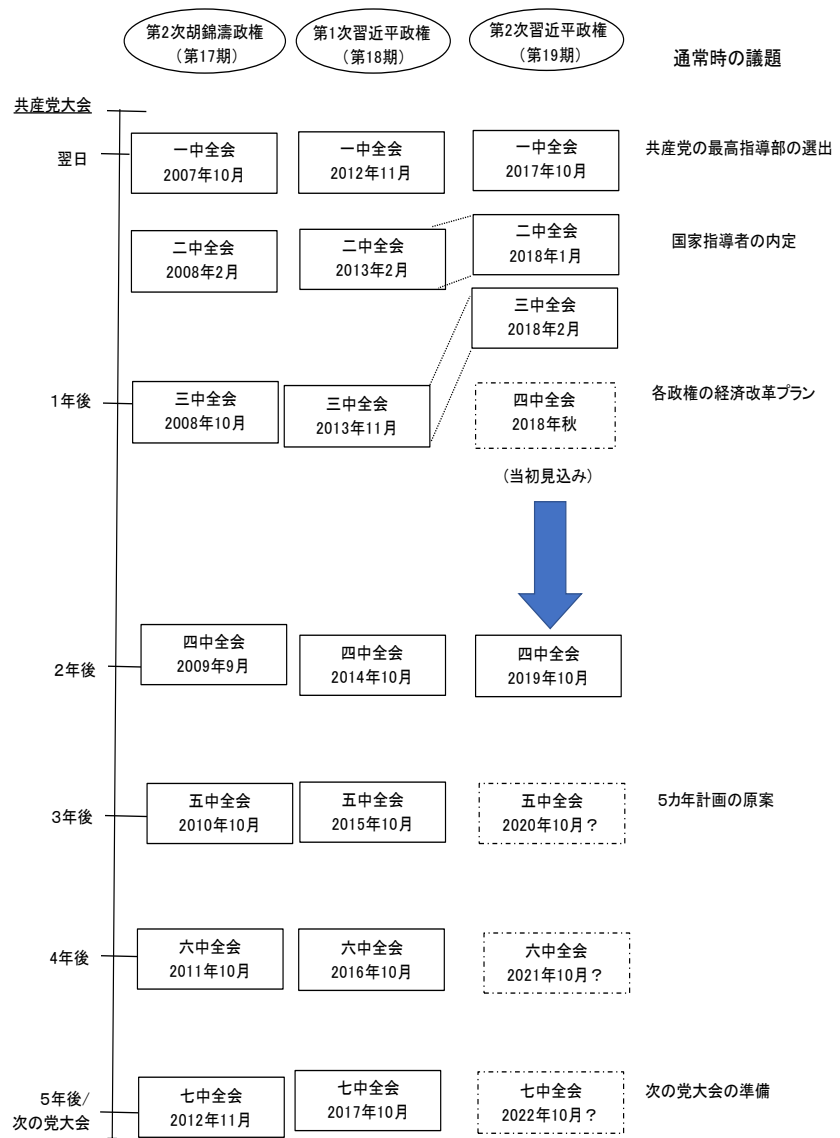 第2次胡錦濤政権
(第17期)
第1次習近平政権
(第18期)
第2次習近平政権
(第19期)
通常時の議題
共産党大会
翌日
一中全会
2007年10月
一中全会
2012年11月
一中全会
2017年10月
共産党の最高指導部の選出
二中全会
2008年2月
二中全会
2013年2月
二中全会
2018年1月
国家指導者の内定
三中全会
2018年2月
1年後
三中全会
2008年10月
三中全会
2013年11月
四中全会
2018年秋
各政権の経済改革プラン
(当初見込み)
2年後
四中全会
2009年9月
四中全会
2014年10月
四中全会
2019年10月
3年後
五中全会
2010年10月
五中全会
2015年10月
五中全会
2020年10月?
5カ年計画の原案
4年後
六中全会
2011年10月
六中全会
2016年10月
六中全会
2021年10月?
5年後/
次の党大会
七中全会
2012年11月
七中全会
2017年10月
七中全会
2022年10月?
次の党大会の準備